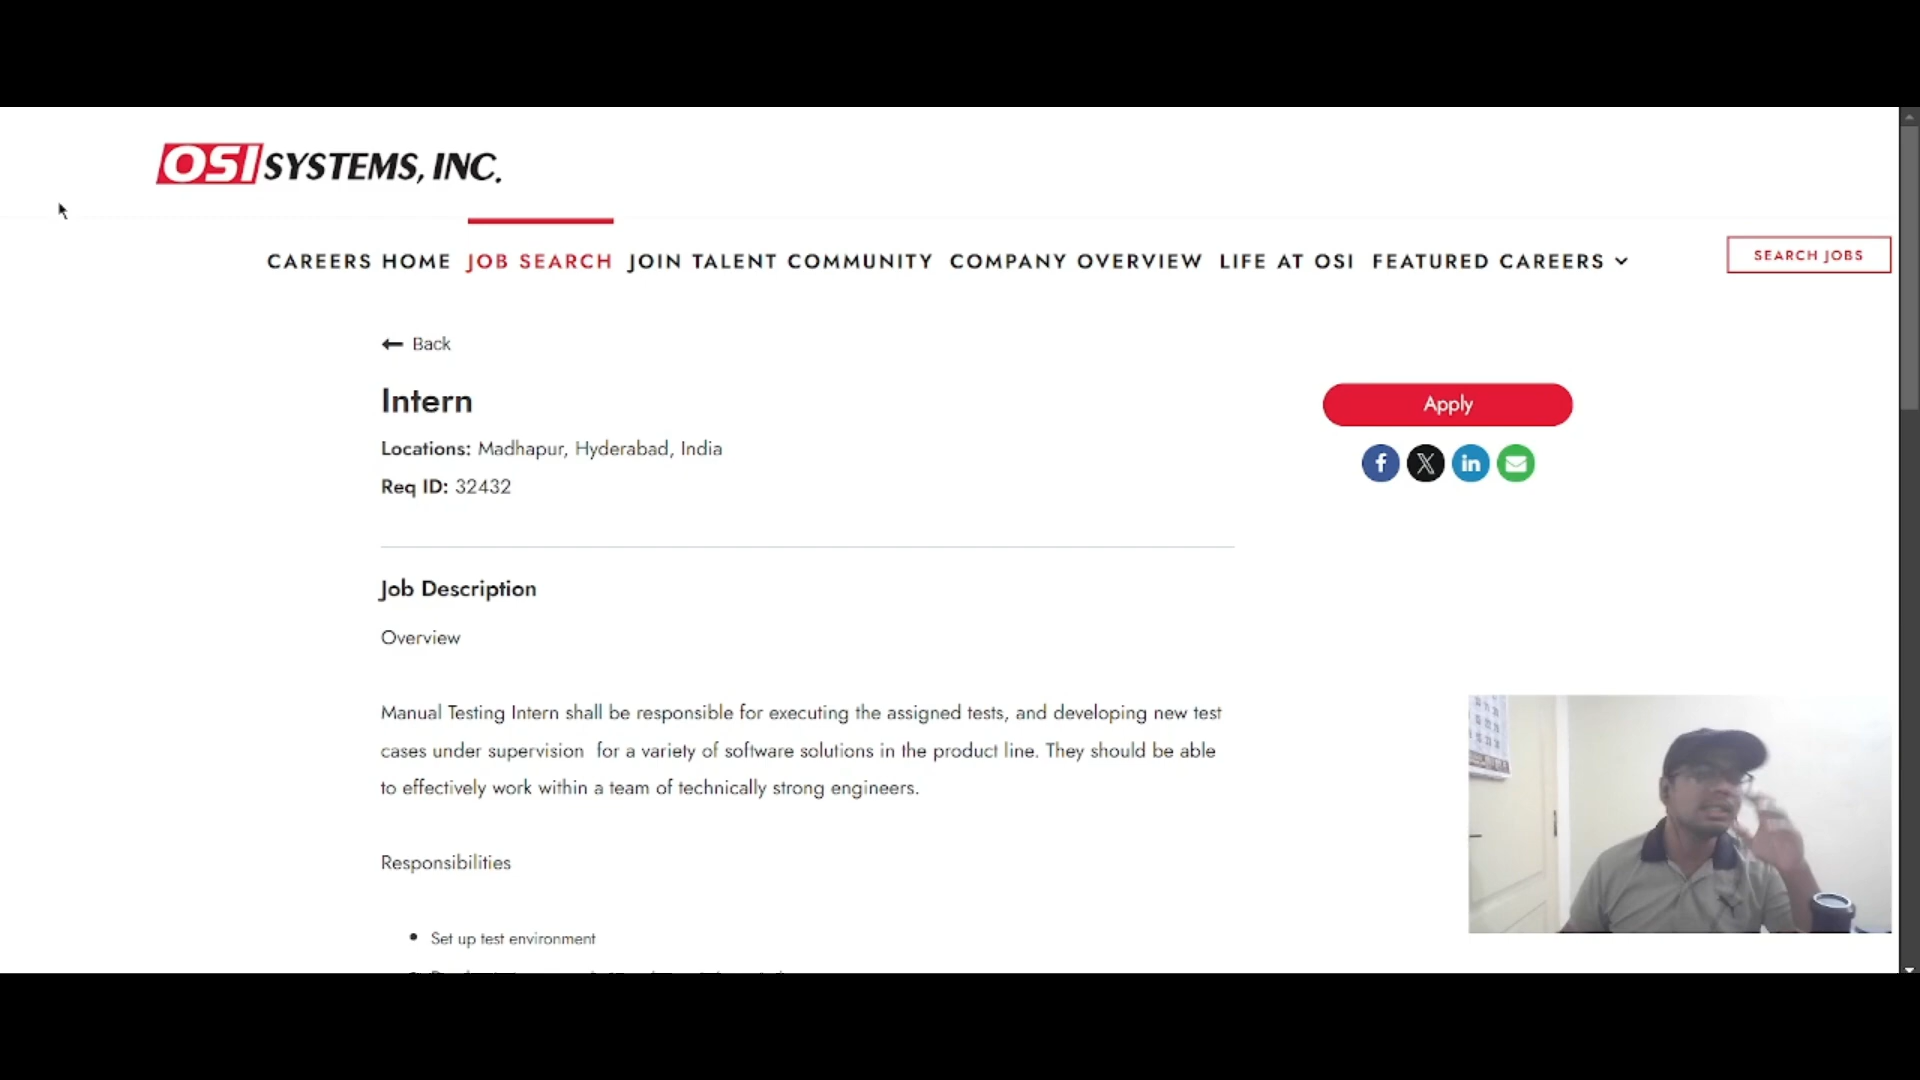 OSI SYSTEMS, INC.
CAREERS HOME JOB SEARCH JOIN TALENT COMMUNITY COMPANY OVERVIEW LIFE AT OSI FEATURED CAREERS
SEARCH JOBS
Back
Intern
Apply
Locations: Madhapur, Hyderabad, India
Req ID: 32432
Job Description
Overview
Manual Testing Intern shall be responsible for executing the assigned tests, and developing new test
cases under supervision for a variety of software solutions in the product line. They should be able
to effectively work within a team of technically strong engineers.
Responsibilities
• Set up test environment